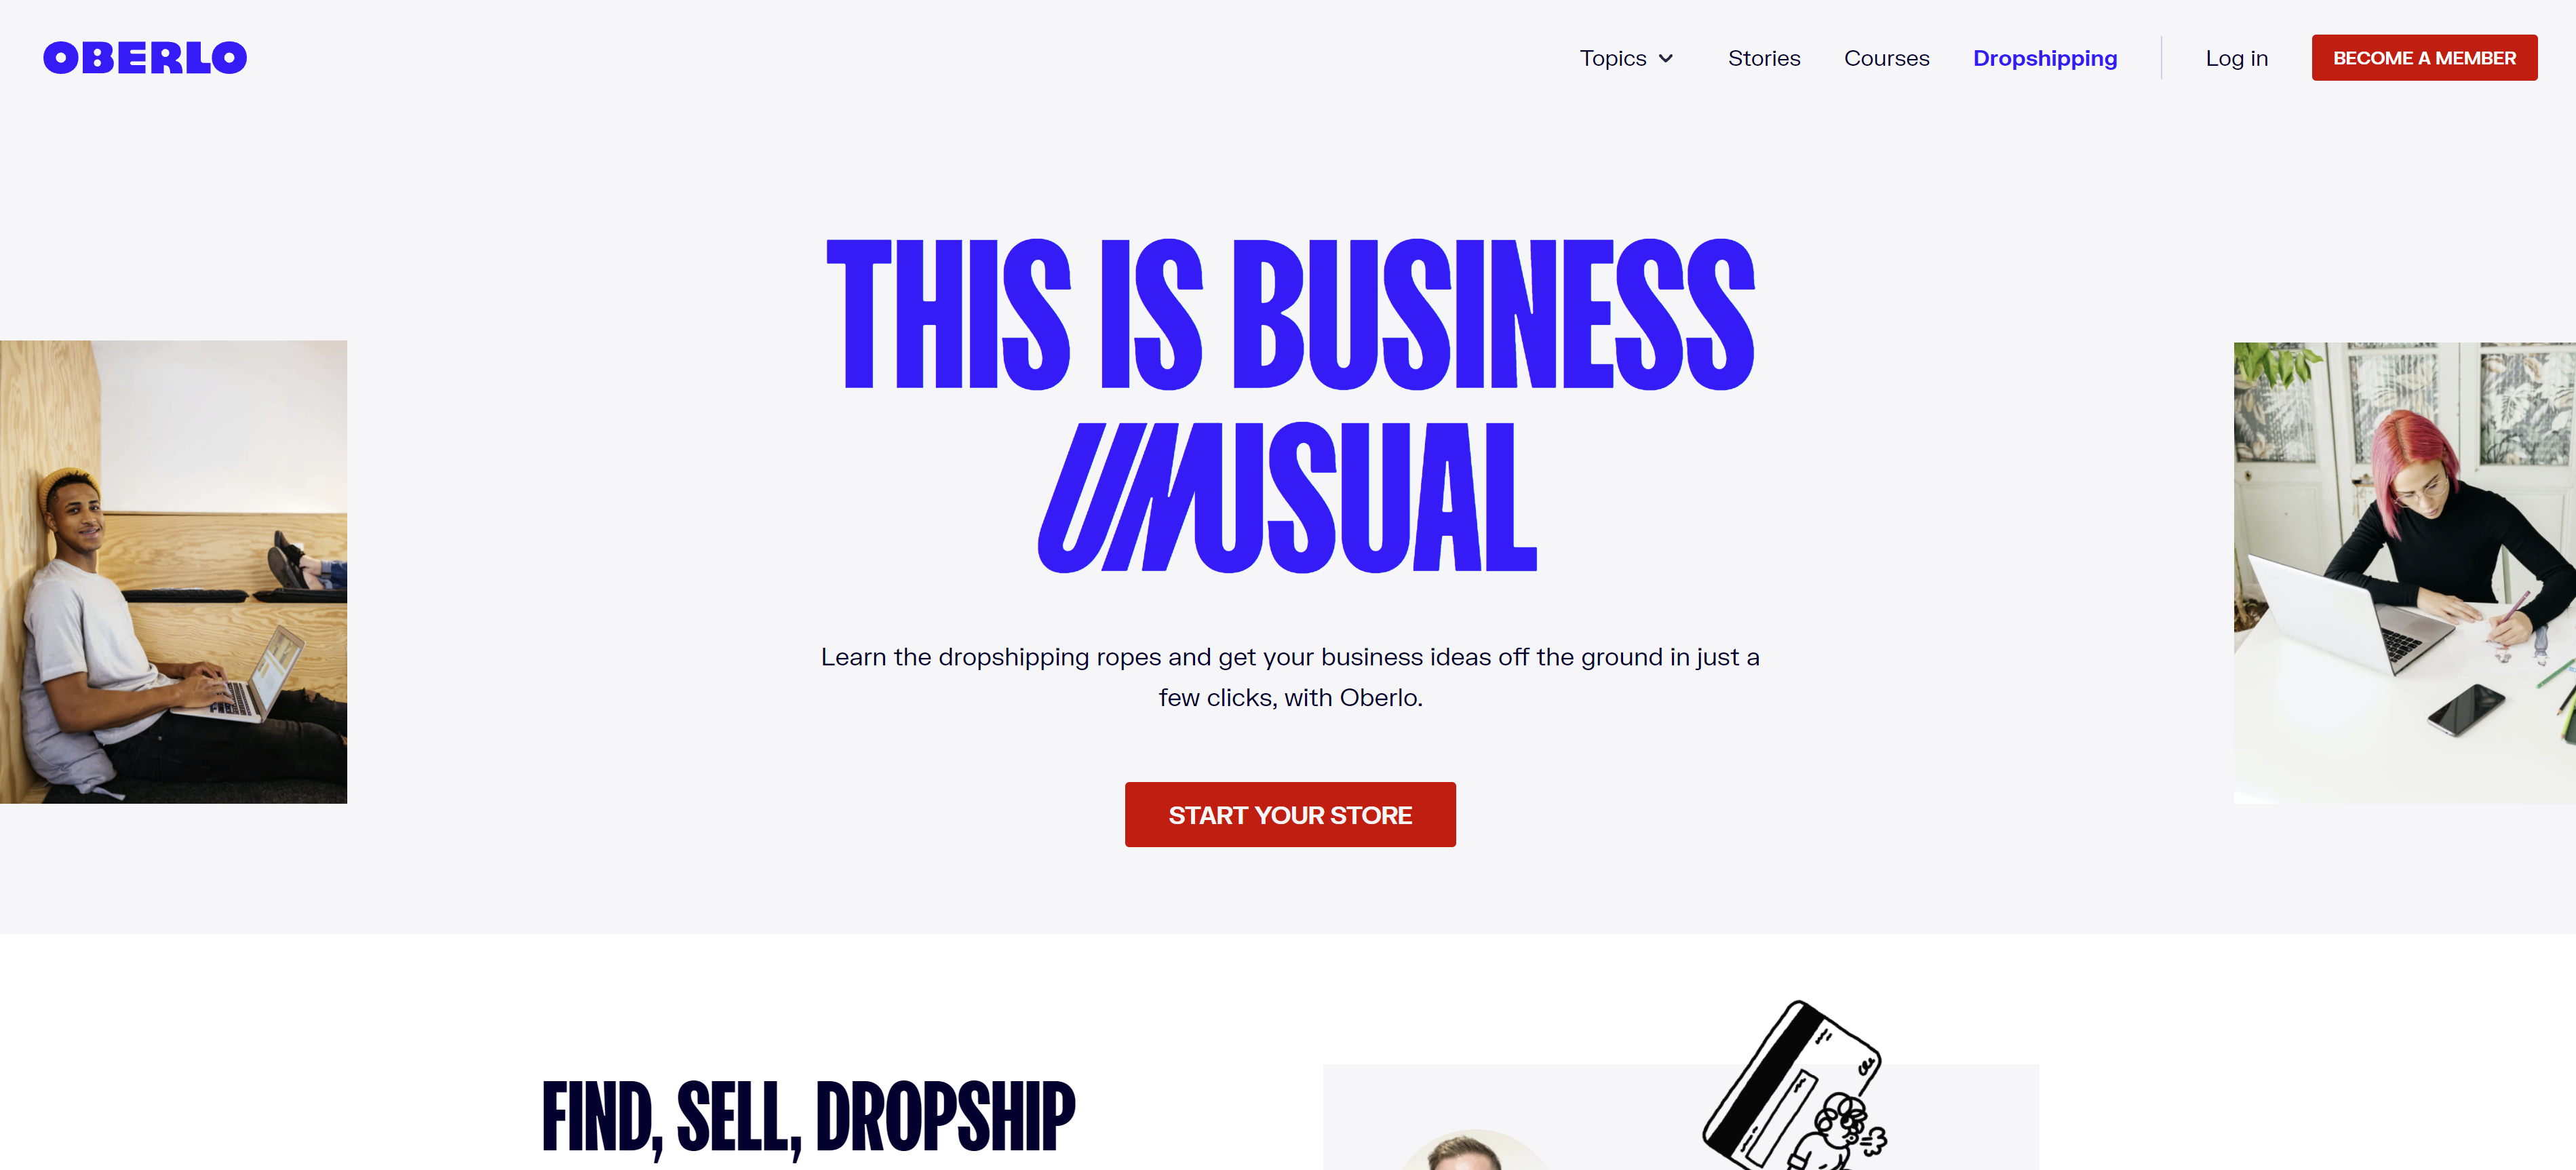 OBERLO
Topics
Stories
Courses
Dropshipping
Log in
BECOME A MEMBER
THIS IS BUSINESS
UNUSUAL
Learn the dropshipping ropes and get your business ideas off the ground in just a
few clicks, with Oberlo.
START YOUR STORE
FIND, SELL, DROPSHIP